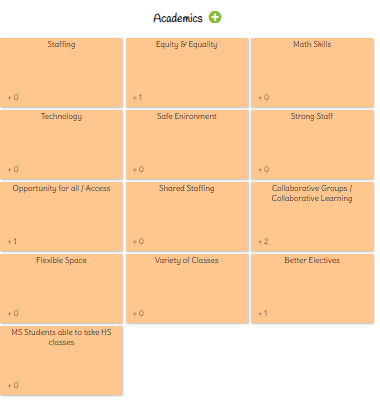 Academics
Staffing
Equity & Equality
Math Skills
+ 0
+ 1
+ 0
Technology
Safe Enironment
Strong Staff
+ 0
+ 0
+ 0
Opportunity for all / Access
Shared Staffing
Collaborative Groups /
Collaborative Learning
+ 1
+ 0
+ 2
Flexible Space
Variety of Classes
Better Electives
+ 0
+ 0
+ 1
MS Students able to take HS
classes
+ 0